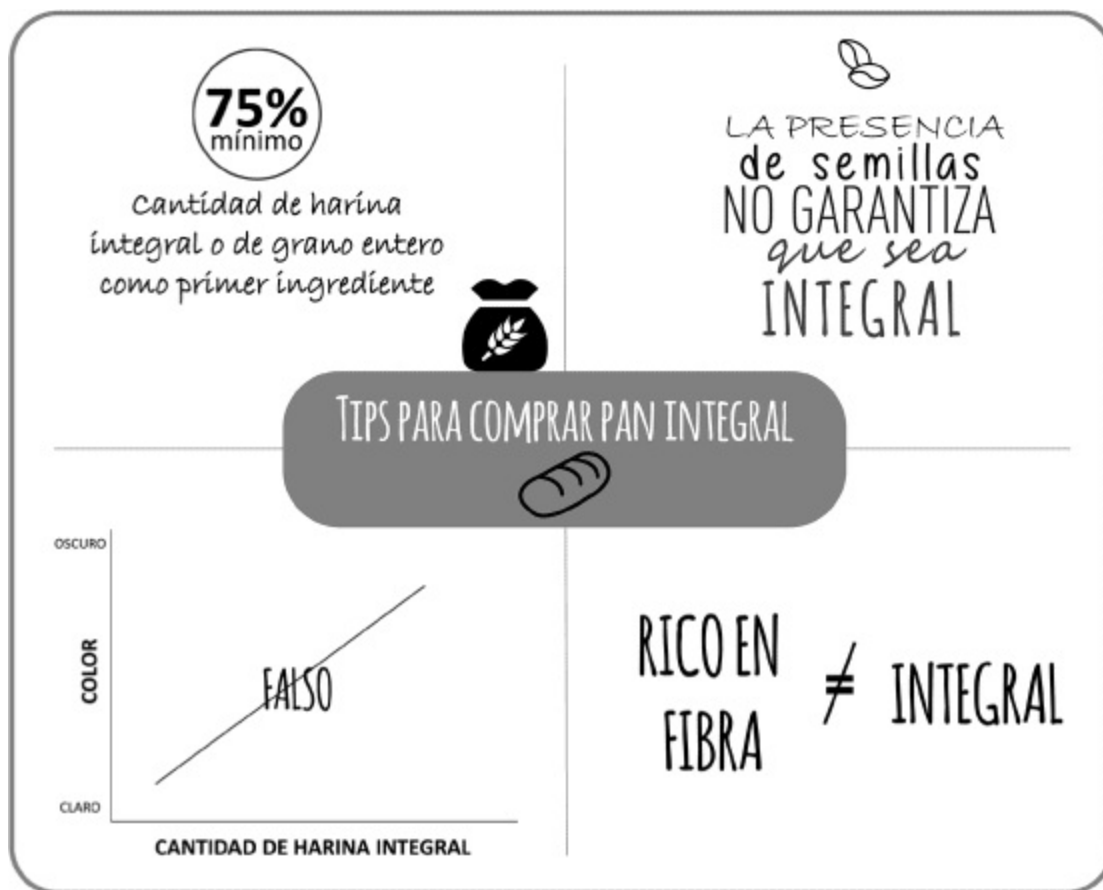 75%
mínimo
Cantidad de harina
integral o de grano entero
como primer ingrediente
LA PRESENCIA
de semillas
NO GARANTIZA
que sea
INTEGRAL
TIPS PARA COMPRAR PAN INTEGRAL
OSCURO
COLOR
FALSO
CLARO
CANTIDAD DE HARINA INTEGRAL
RICO EN
FIBRA
≠
INTEGRAL